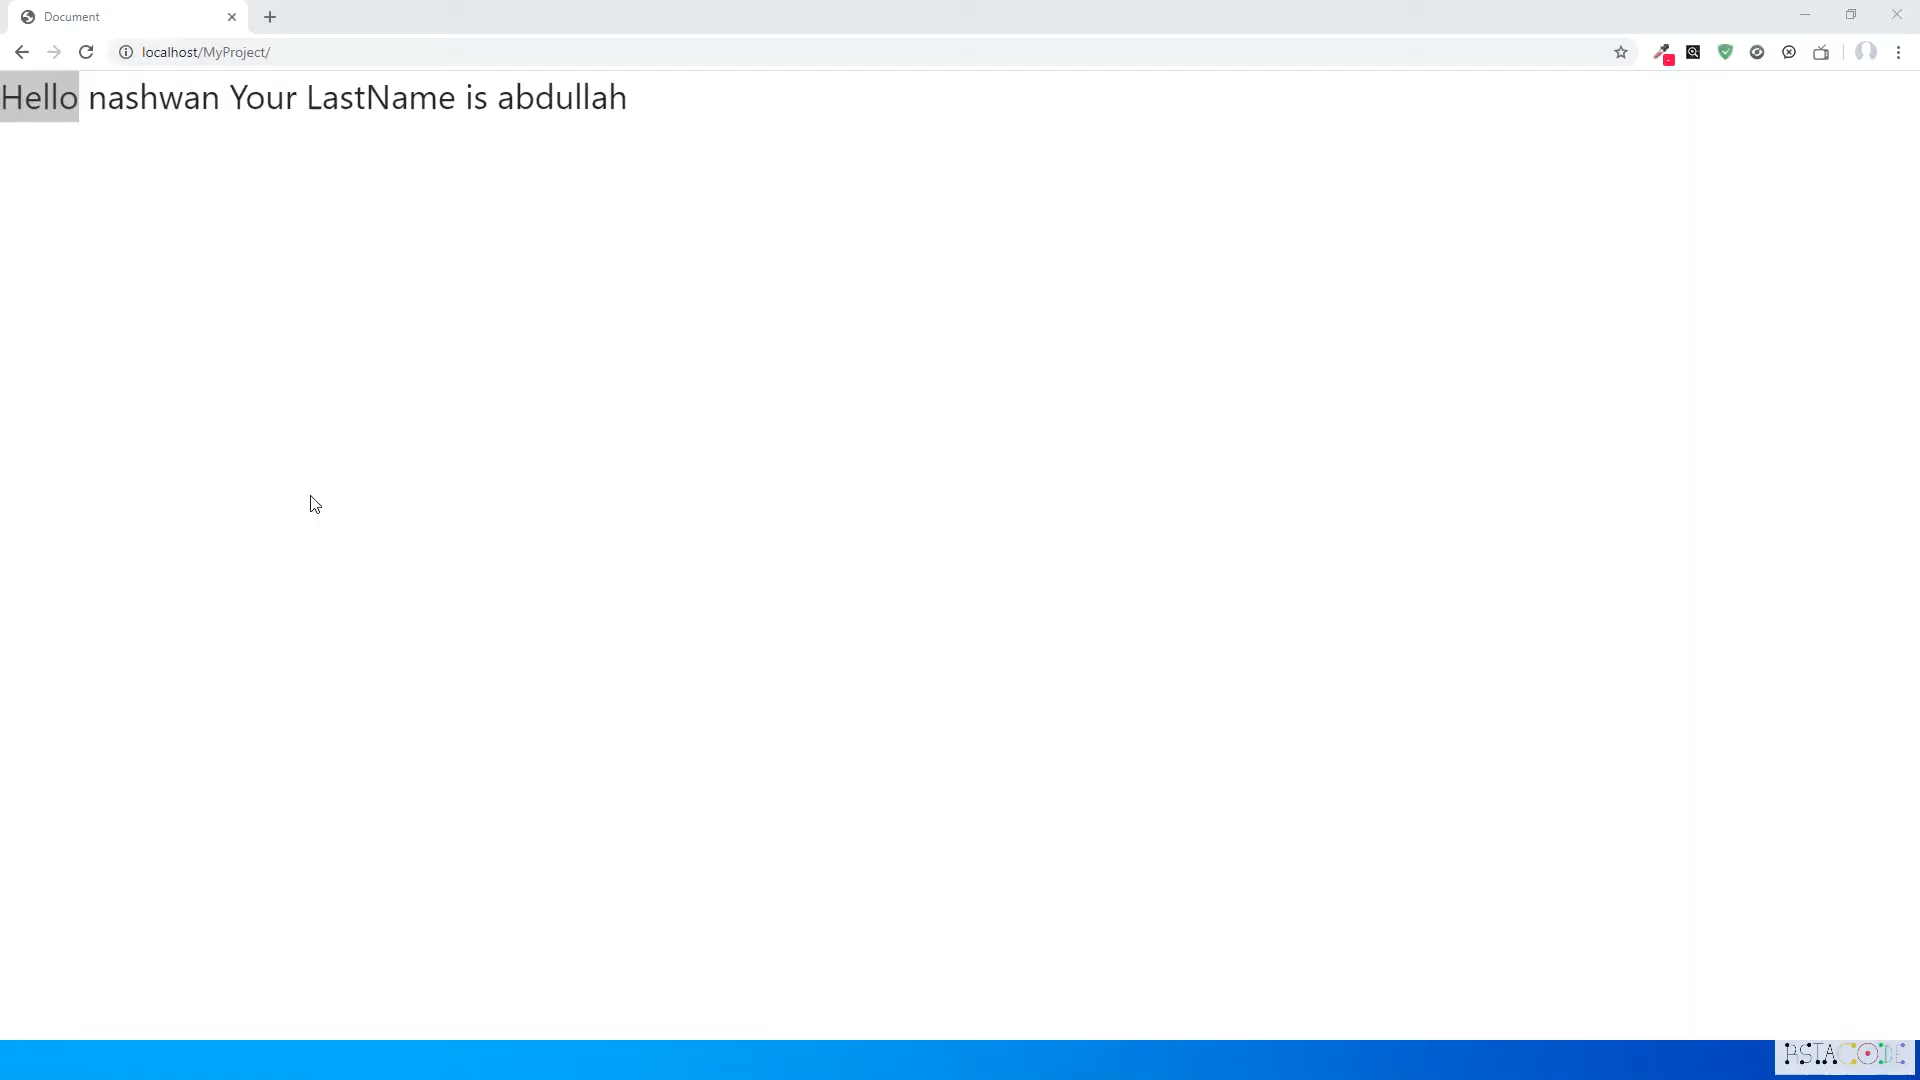 Document
localhost/MyProject/
Hello nashwan Your LastName is abdullah